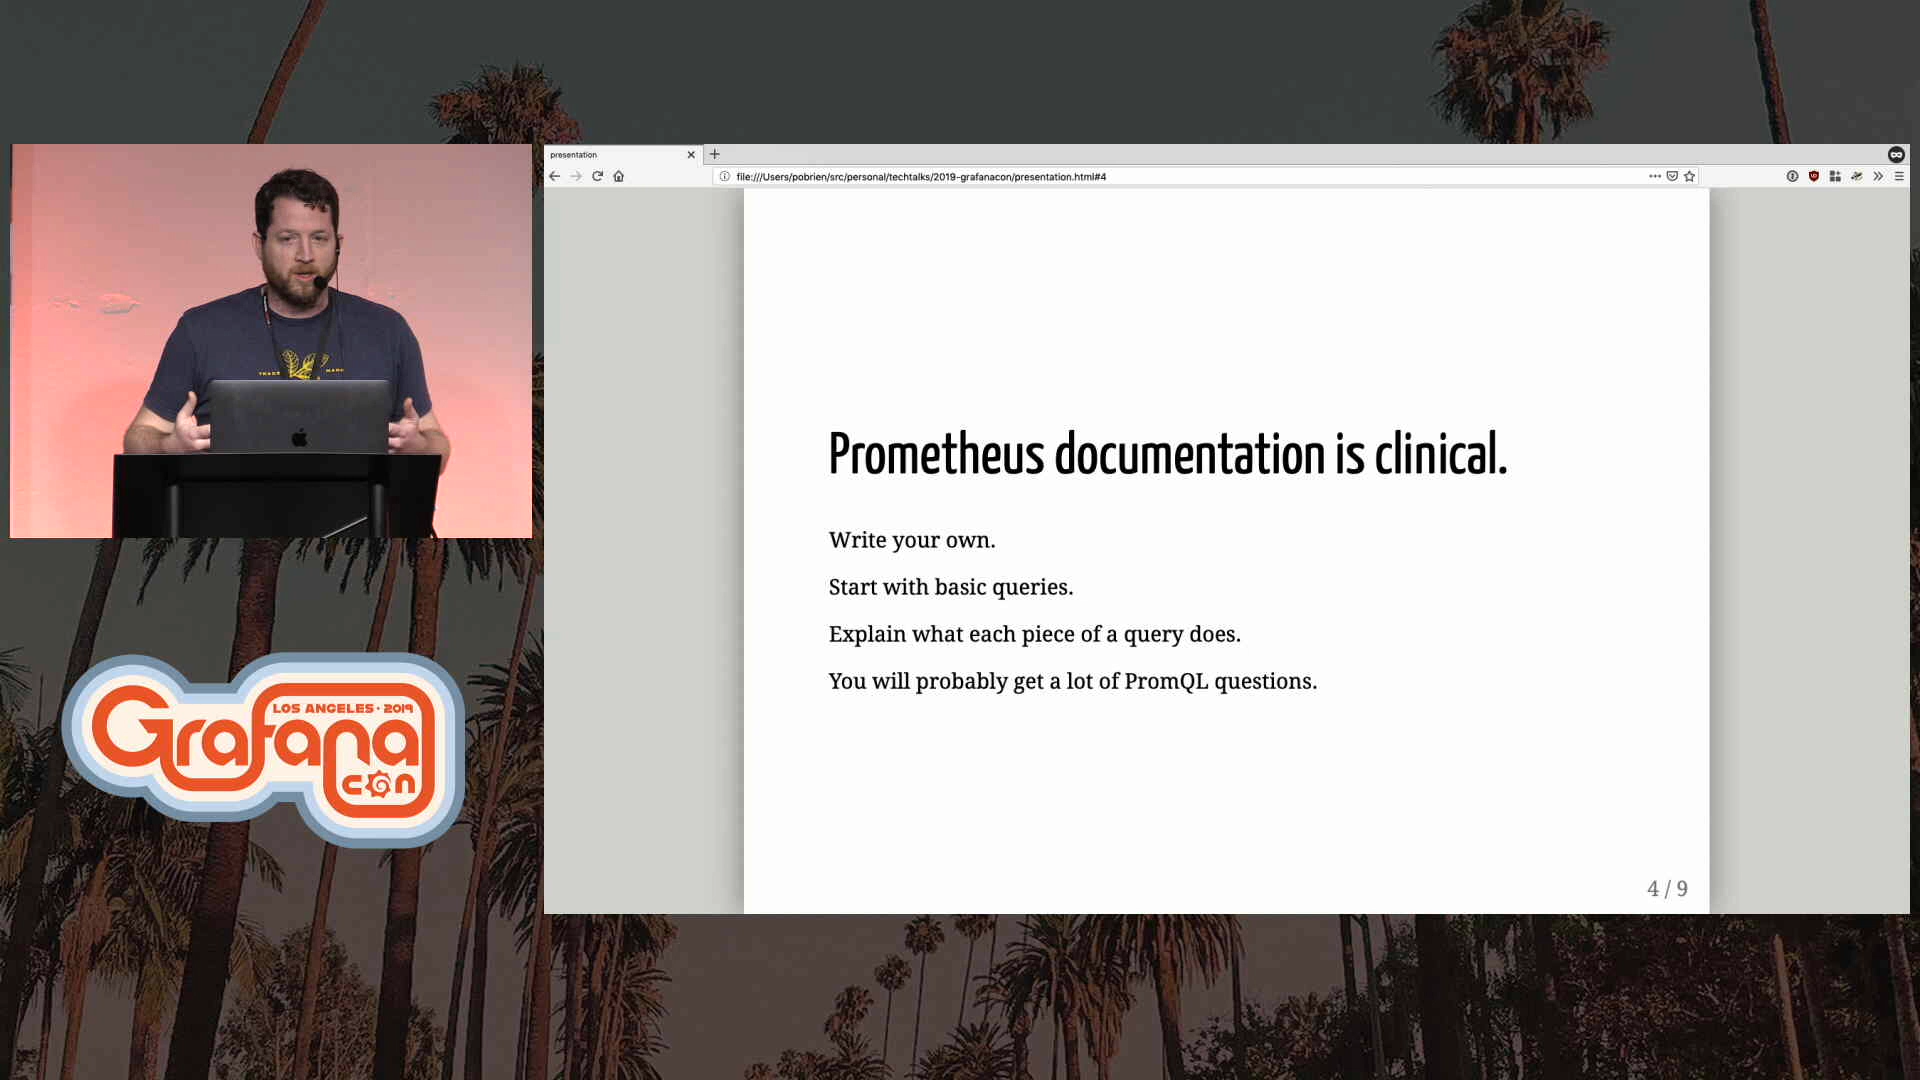 presentation
file:///Users/pobrien/src/personal/techtalks/2019-grafanacon/presentation.html#4
Prometheus documentation is clinical.
Write your own.
Start with basic queries.
Explain what each piece of a query does.
You will probably get a lot of PromQL questions.
4 / 9
TRADE MARK
LOS ANGELES • 2019
Grafana
con